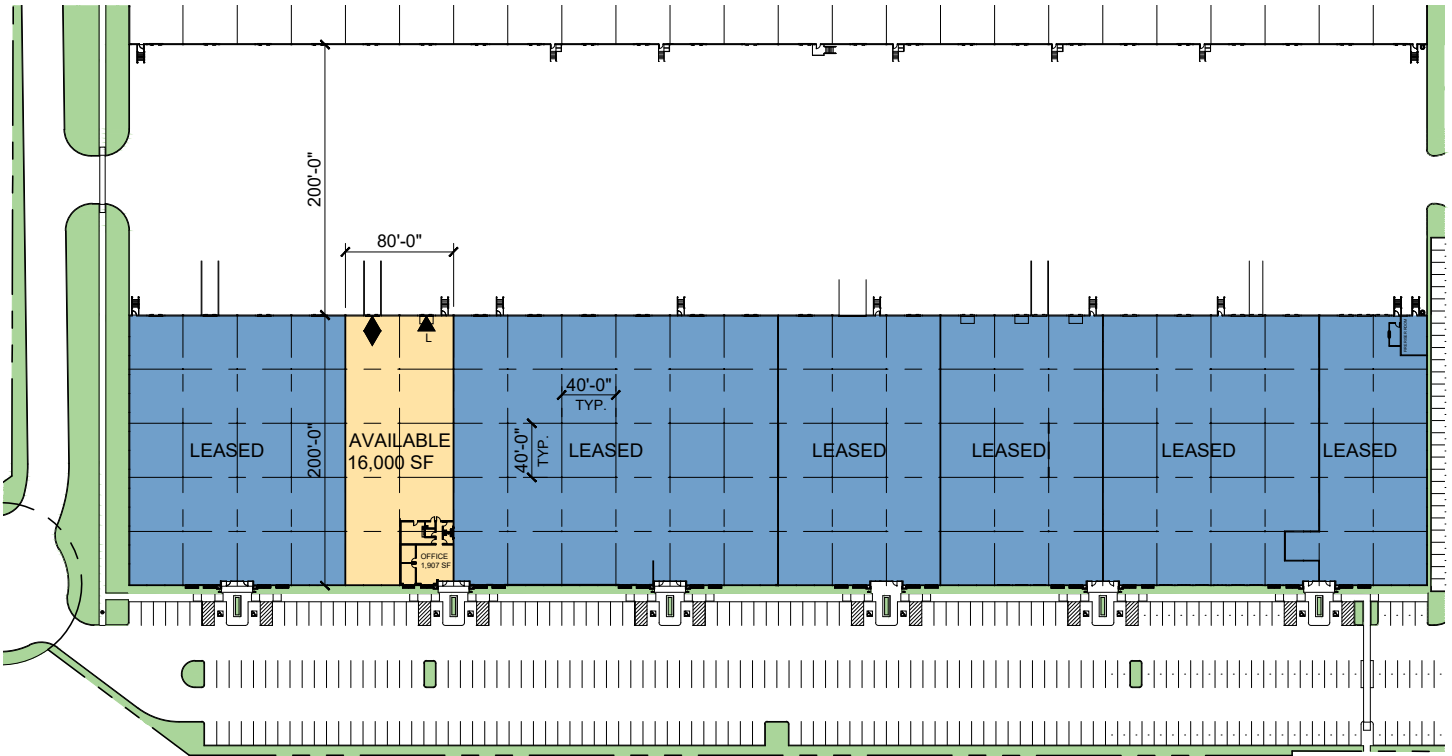 200'-0"
80'-0"
L
40'-0"
TYP.
40'-0"
TYP.
200'-0"
LEASED
AVAILABLE
16,000 SF
LEASED
LEASED
LEASED
LEASED
LEASED
OFFICE
1,907 SF